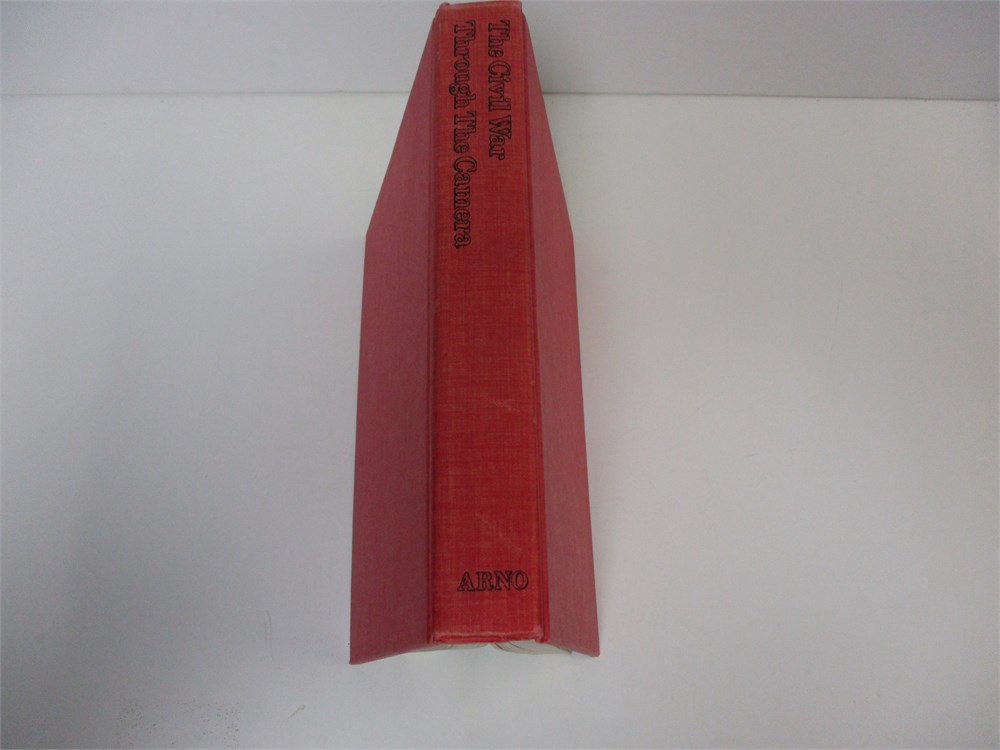 The Civil War
Through The Camera
ARNO